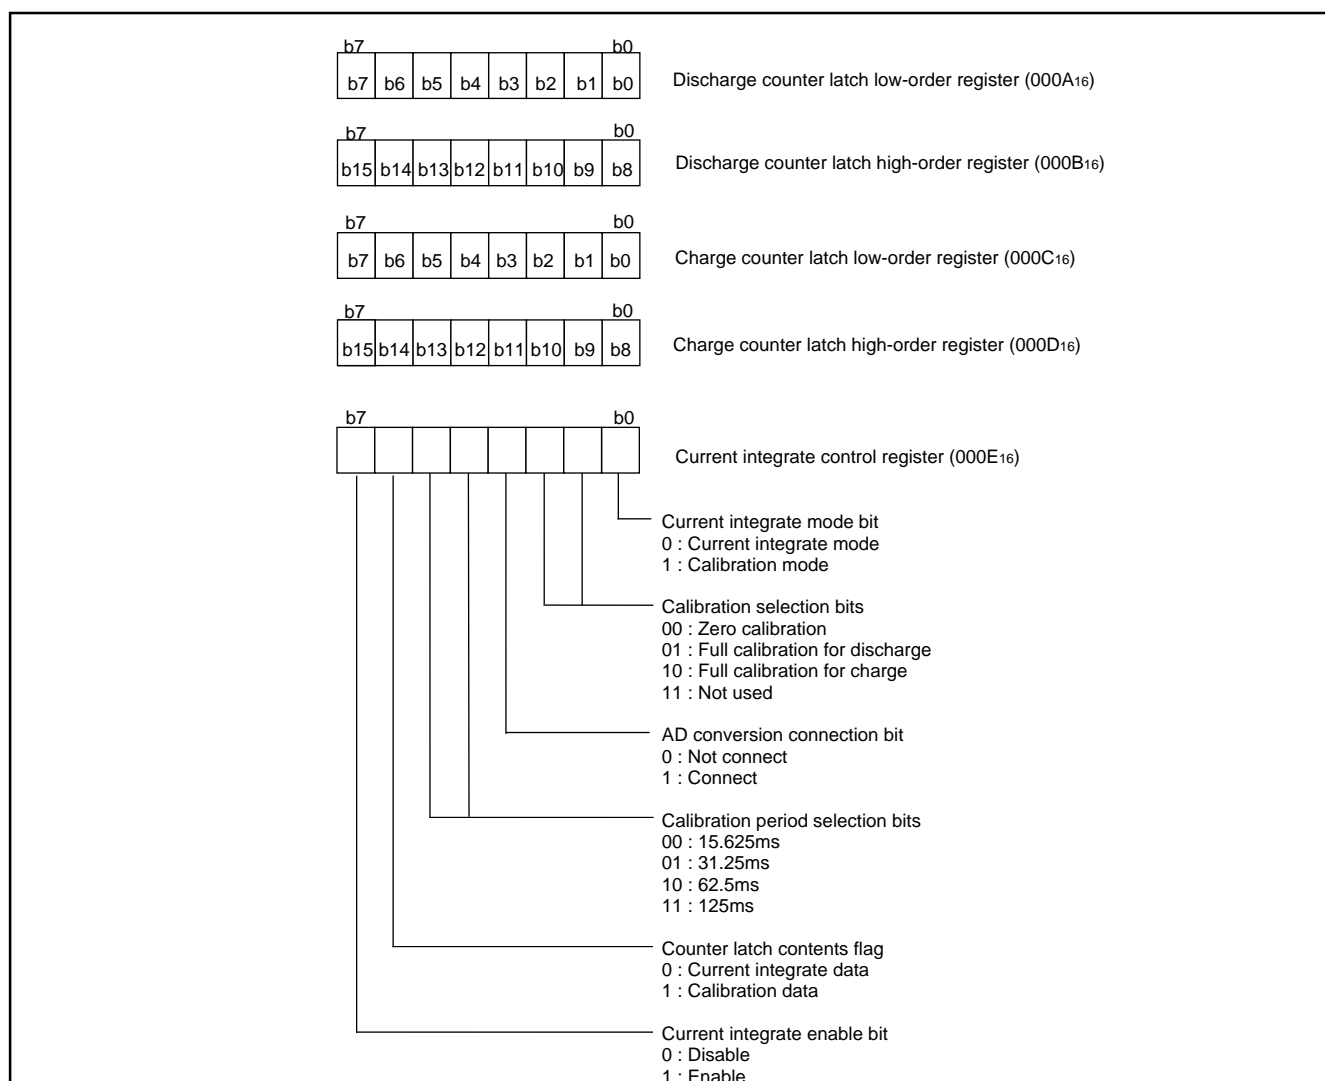 b7 b0
b7 b6 b5 b4 b3 b2 b1 b0 Discharge counter latch low-order register (000A16)
b7 b0
b15 b14 b13 b12 b11 b10 b9 b8 Discharge counter latch high-order register (000B16)
b7 b0
b7 b6 b5 b4 b3 b2 b1 b0 Charge counter latch low-order register (000C16)
b7 b0
b15 b14 b13 b12 b11 b10 b9 b8 Charge counter latch high-order register (000D16)
b7 b0
Current integrate control register (000E16)
Current integrate mode bit
0 : Current integrate mode
1 : Calibration mode
Calibration selection bits
00 : Zero calibration
01 : Full calibration for discharge
10 : Full calibration for charge
11 : Not used
AD conversion connection bit
0 : Not connect
1 : Connect
Calibration period selection bits
00 : 15.625ms
01 : 31.25ms
10 : 62.5ms
11 : 125ms
Counter latch contents flag
0 : Current integrate data
1 : Calibration data
Current integrate enable bit
0 : Disable
1 : Enable